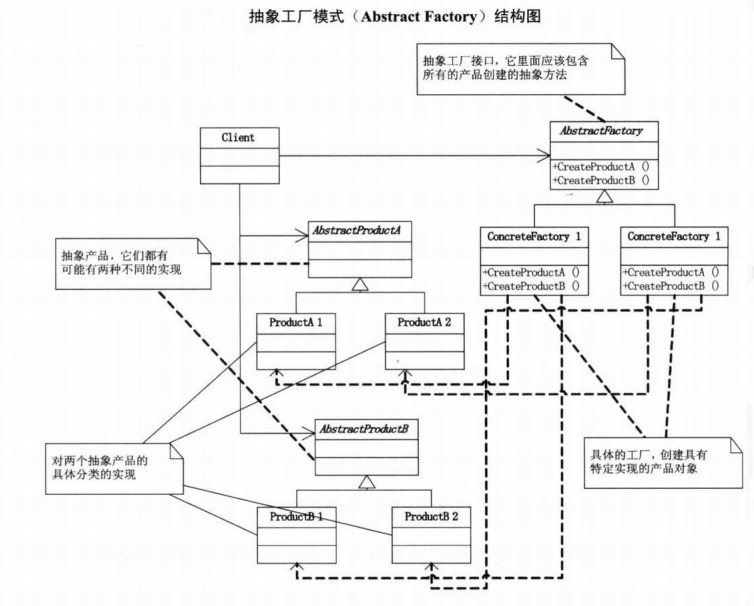 抽象工厂模式（Abstract Factory）结构图
抽象工厂接口，它里面应该包含
所有的产品创建的抽象方法
Client
AbstractFactory
+CreateProductA ()
+CreateProductB ()
AbstractProductA
ConcreteFactory 1
+CreateProductA ()
+CreateProductB ()
ConcreteFactory 1
+CreateProductA ()
+CreateProductB ()
抽象产品，它们都有
可能有两种不同的实现
ProductA 1
ProductA 2
AbstractProductB
对两个抽象产品的
具体分类的实现
具体的工厂，创建具有
特定实现的产品对象
ProductB 1
ProductB 2